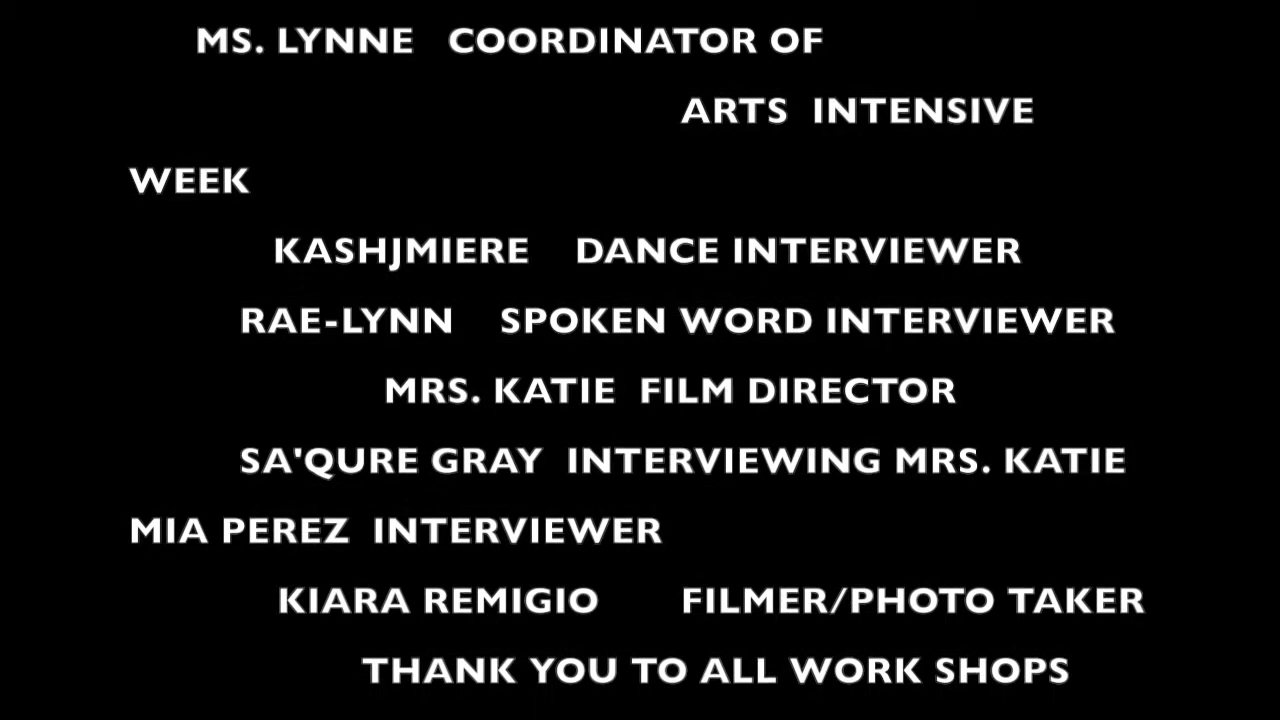 MS. LYNNE COORDINATOR OF
ARTS INTENSIVE
WEEK
KASHJMIERE DANCE INTERVIEWER
RAE-LYNN SPOKEN WORD INTERVIEWER
MRS. KATIE FILM DIRECTOR
SA'QURE GRAY INTERVIEWING MRS. KATIE
MIA PEREZ INTERVIEWER
KIARA REMIGIO FILMER/PHOTO TAKER
THANK YOU TO ALL WORK SHOPS